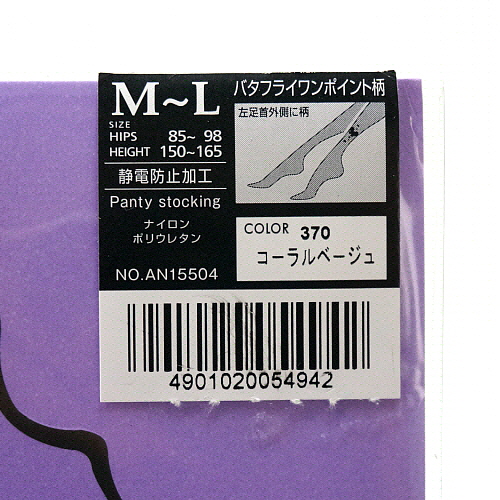 M~L
SIZE
HIPS 85~ 98
HEIGHT 150~165
静電防止加工
Panty stocking
ナイロン
ポリウレタン
NO.AN15504
バタフライワンポイント柄
左足首外側に柄
COLOR 370
コーラルベージュ
4901020054942